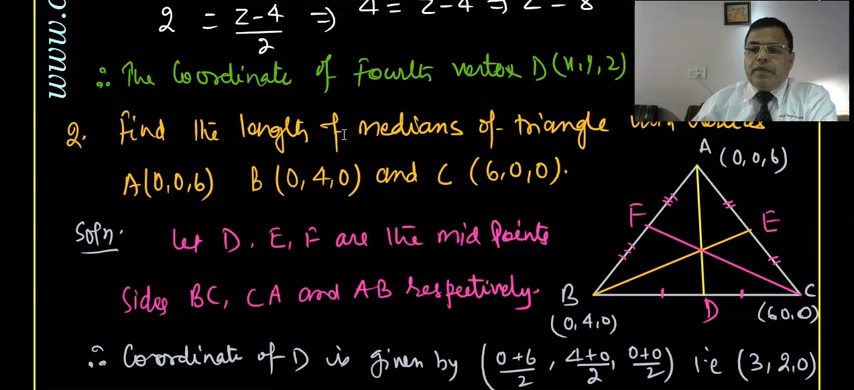 2 = z-4/2 ⇒ 4 = z-4 ⇒ z = 8
www.c
∴ The Coordinate of fourth vertex D(x,y,z)
2. Find the length of medians of triangle with
A(0,0,6) B(0,4,0) and C (6,0,0).
A (0,0,6)
Soln. Let D, E, F are the mid Points
F E
Sides BC, CA and AB respectively.
B D C
(0,4,0) (6,0,0)
∴ Coordinate of D is given by (0+6/2, 4+0/2, 0+0/2) i.e (3,2,0)